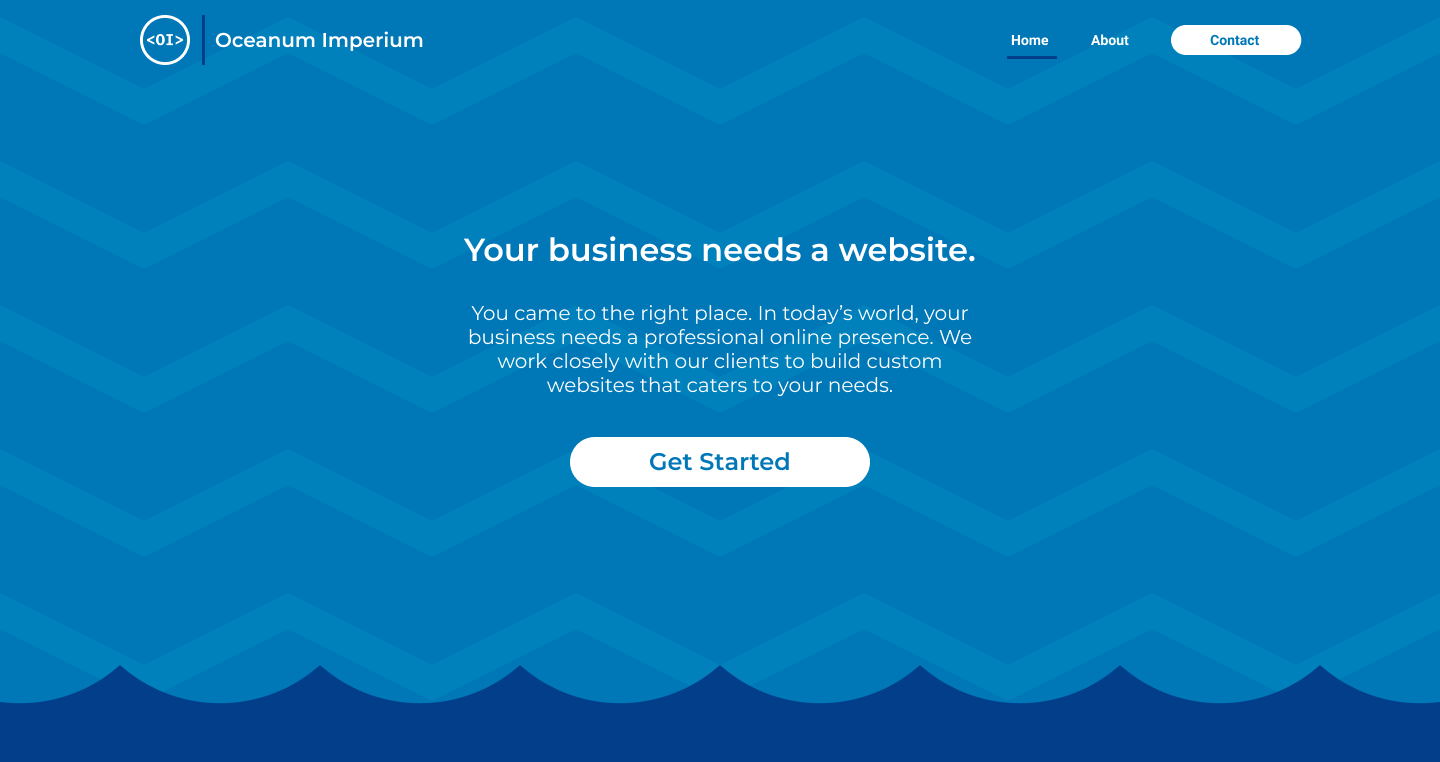 <OI>
Oceanum Imperium
Home
About
Contact
Your business needs a website.
You came to the right place. In today’s world, your
business needs a professional online presence. We
work closely with our clients to build custom
websites that caters to your needs.
Get Started